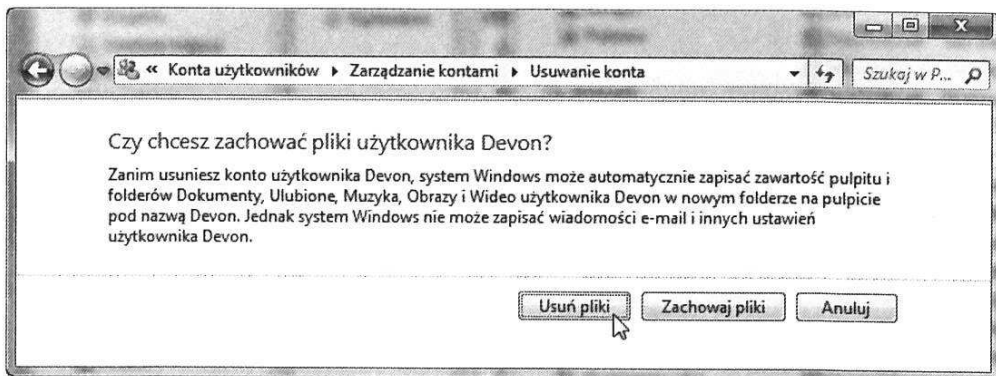 « Konta użytkowników ▸ Zarządzanie kontami ▸ Usuwanie konta
Szukaj w P...
Czy chcesz zachować pliki użytkownika Devon?
Zanim usuniesz konto użytkownika Devon, system Windows może automatycznie zapisać zawartość pulpitu i
folderów Dokumenty, Ulubione, Muzyka, Obrazy i Wideo użytkownika Devon w nowym folderze na pulpicie
pod nazwą Devon. Jednak system Windows nie może zapisać wiadomości e-mail i innych ustawień
użytkownika Devon.
Usuń pliki
Zachowaj pliki
Anuluj